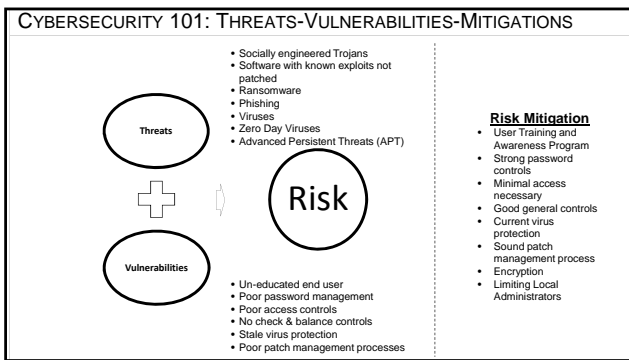 CYBERSECURITY 101: THREATS-VULNERABILITIES-MITIGATIONS
• Socially engineered Trojans
• Software with known exploits not
patched
• Ransomware
• Phishing
• Viruses
• Zero Day Viruses
• Advanced Persistent Threats (APT)
Threats
Risk
Vulnerabilities
• Un-educated end user
• Poor password management
• Poor access controls
• No check & balance controls
• Stale virus protection
• Poor patch management processes
Risk Mitigation
• User Training and
Awareness Program
• Strong password
controls
• Minimal access
necessary
• Good general controls
• Current virus
protection
• Sound patch
management process
• Encryption
• Limiting Local
Administrators